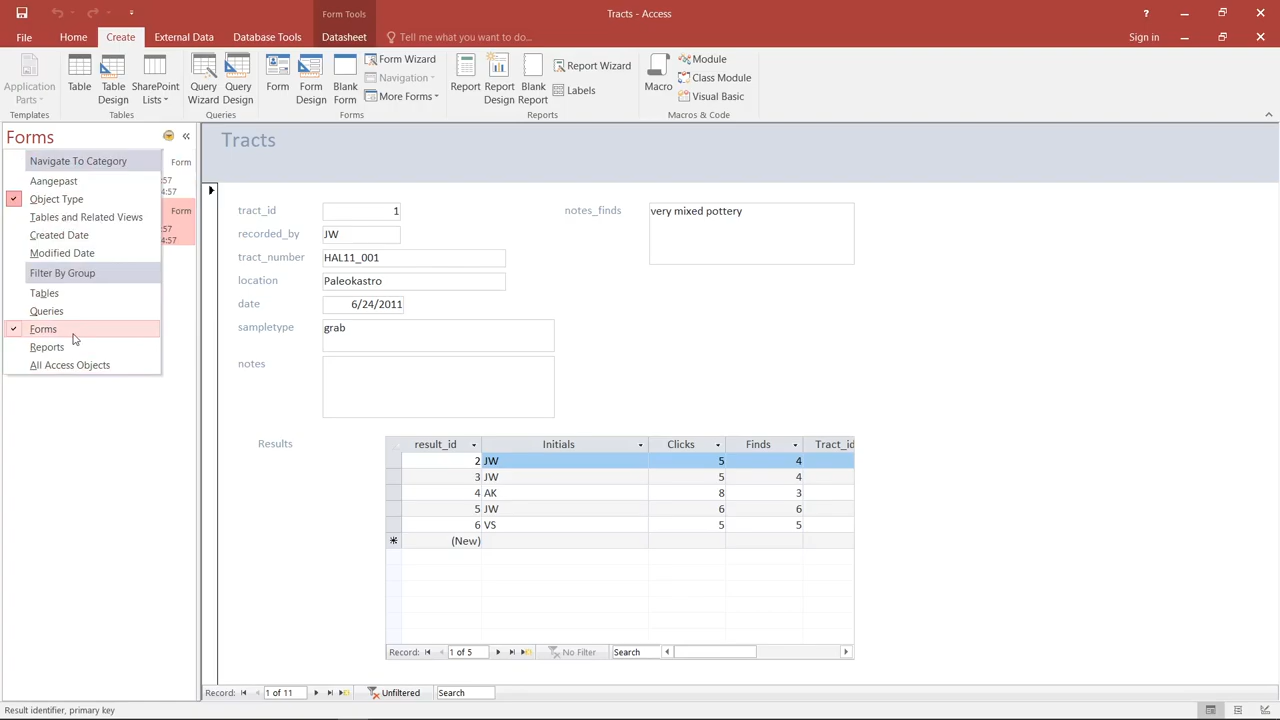 Form Tools
Tracts - Access
?
File
Home
Create
External Data
Database Tools
Datasheet
Tell me what you want to do...
Sign in
Application Parts
Table
Table Design
SharePoint Lists
Query Wizard
Query Design
Form
Form Design
Blank Form
Form Wizard
Navigation
More Forms
Report
Report Design
Blank Report
Report Wizard
Labels
Macro
Module
Class Module
Visual Basic
Templates
Tables
Queries
Forms
Reports
Macros & Code
Forms
Navigate To Category
Form
Aangepast
:57
4:57
Object Type
Form
Tables and Related Views
:57
Created Date
4:57
Modified Date
Filter By Group
Tables
Queries
Forms
Reports
All Access Objects
Tracts
tract_id 1
recorded_by JW
tract_number HAL11_001
location Paleokastro
date 6/24/2011
sampletype grab
notes
notes_finds very mixed pottery
Results
result_id Initials Clicks Finds Tract_id
2 JW 5 4
3 JW 5 4
4 AK 8 3
5 JW 6 6
6 VS 5 5
(New)
Record: 1 of 5 No Filter Search
Record: 1 of 11 Unfiltered Search
Result identifier, primary key